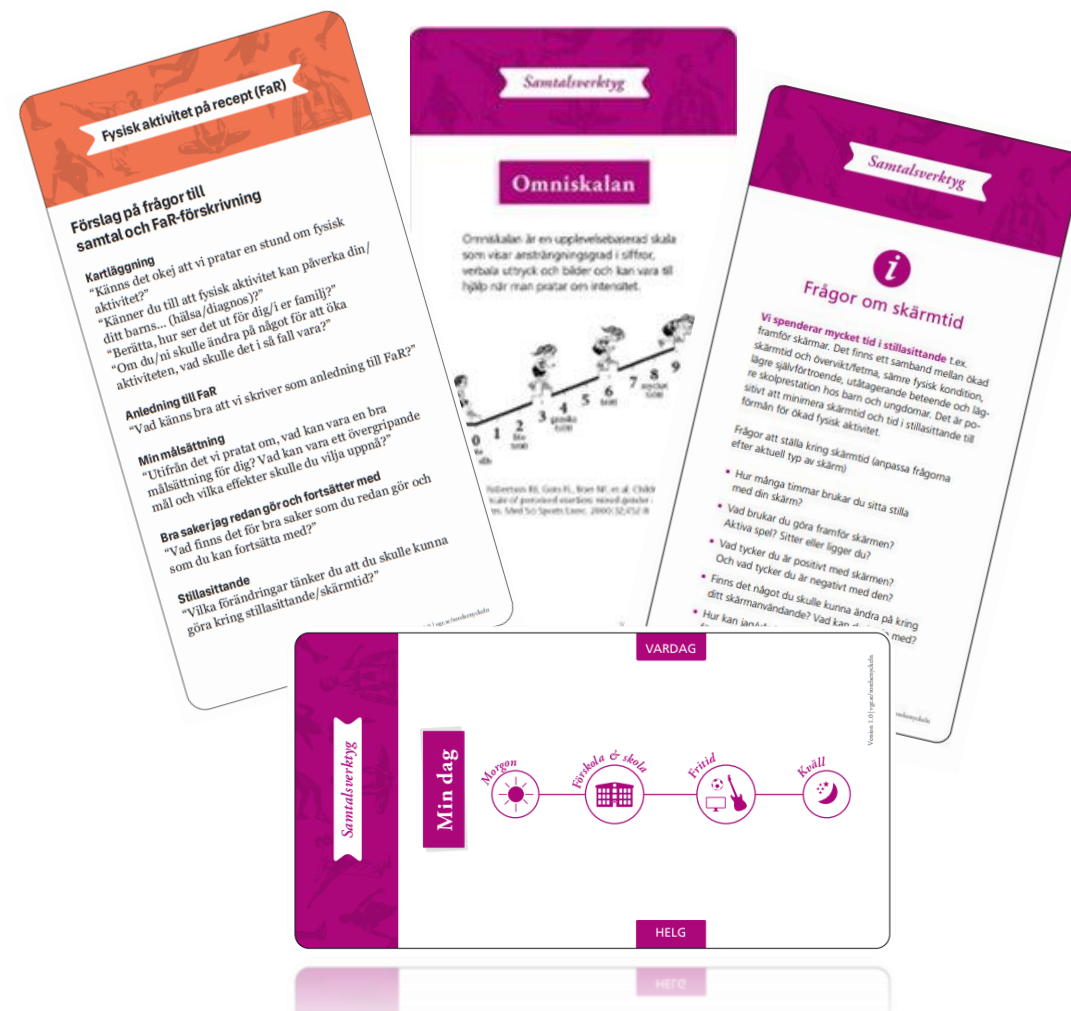 Fysisk aktivitet på recept (FaR)
Förslag på frågor till
samtal och FaR-förskrivning
Kartläggning
”Känns det okej att vi pratar en stund om fysisk
aktivitet?”
”Känner du till att fysisk aktivitet kan påverka din/
ditt barns... (hälsa/diagnos)?”
”Berätta, hur ser det ut för dig/i er familj?”
”Om du/ni skulle ändra på något för att öka
aktiviteten, vad skulle det i så fall vara?”
Anledning till FaR
”Vad känns bra att vi skriver som anledning till FaR?”
Min målsättning
”Utifrån det vi pratat om, vad kan vara en bra
målsättning för dig? Vad kan vara ett övergripande
mål och vilka effekter skulle du vilja uppnå?”
Bra saker jag redan gör och fortsätter med
”Vad finns det för bra saker som du redan gör och
som du kan fortsätta med?”
Stillasittande
”Vilka förändringar tänker du att du skulle kunna
göra kring stillasittande/skärmtid?”
Samtalsverktyg
Omniskalan
Omniskalan är en upplevelsebaserad skala
som visar ansträngningsgrad i siffror,
verbala uttryck och bilder och kan vara till
hjälp när man pratar om intensitet.
0 1 2 3 4 5 6 7 8 9
Samtalsverktyg
i
Frågor om skärmtid
Vi spenderar mycket tid i stillasittande t.ex.
framför skärmar. Det finns ett samband mellan ökad
skärmtid och övervikt/fetma, sämre fysisk kondition,
lägre självförtroende, utåtagerande beteende och läg-
re skolprestation hos barn och ungdomar. Det är po-
sitivt att minimera skärmtid och tid i stillasittande till
förmån för ökad fysisk aktivitet.
Frågor att ställa kring skärmtid (anpassa frågorna
efter aktuell typ av skärm)
• Hur många timmar brukar du sitta stilla
med din skärm?
• Vad brukar du göra framför skärmen?
Aktiva spel? Sitter eller ligger du?
• Vad tycker du är positivt med skärmen?
Och vad tycker du är negativt med den?
• Finns det något du skulle kunna ändra på kring
ditt skärmanvändande? Vad kan med?
• Hur kan
Samtalsverktyg
Min dag
VARDAG
Morgon
Förskola & skola
Fritid
Kväll
HELG
Version 1.0 | vgr.se/rorelsenyckeln